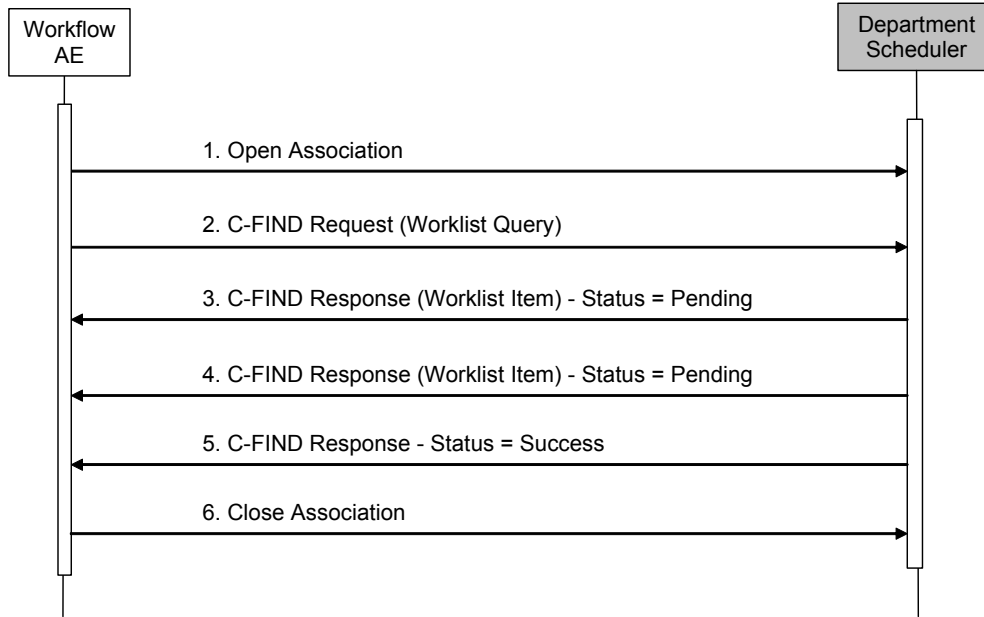 Workflow
AE
Department
Scheduler
1. Open Association
2. C-FIND Request (Worklist Query)
3. C-FIND Response (Worklist Item) - Status = Pending
4. C-FIND Response (Worklist Item) - Status = Pending
5. C-FIND Response - Status = Success
6. Close Association